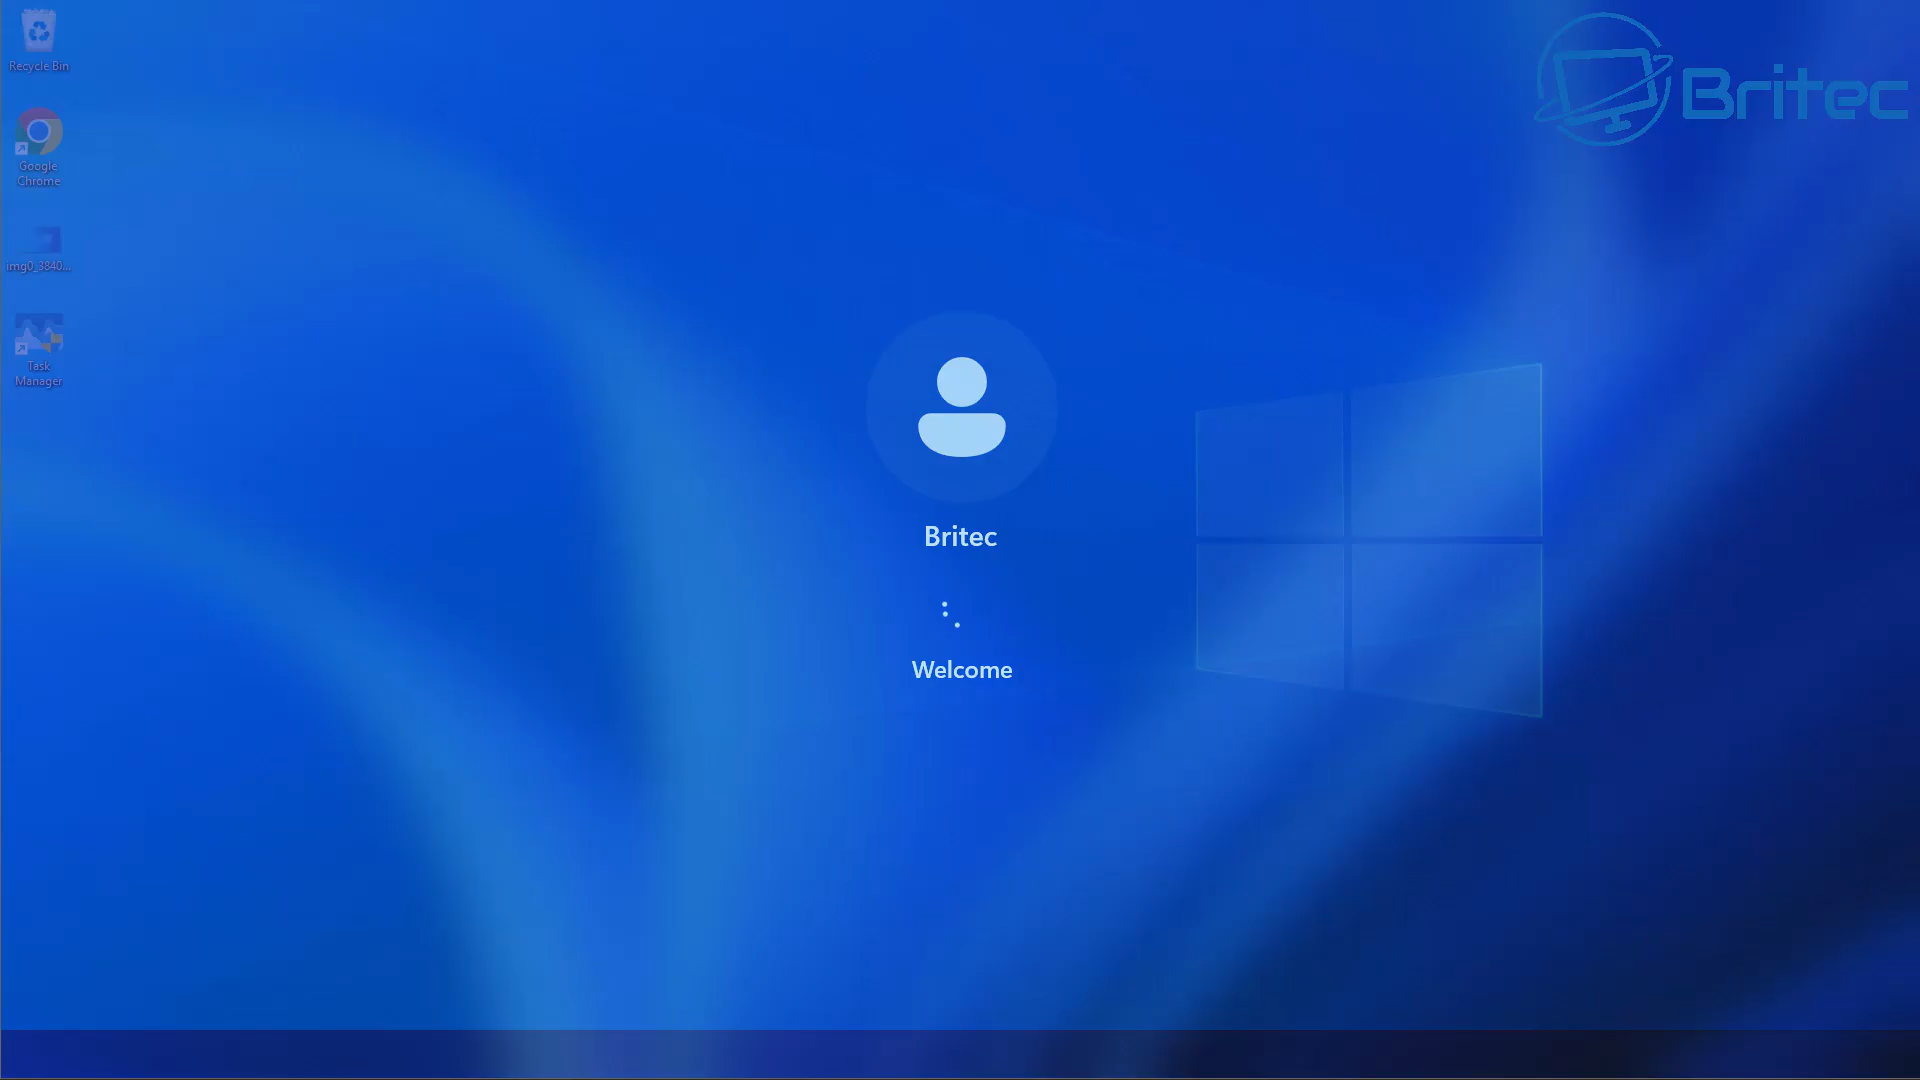 Recycle Bin
Google
Chrome
img0_3840...
Task
Manager
Britec
Britec
Welcome